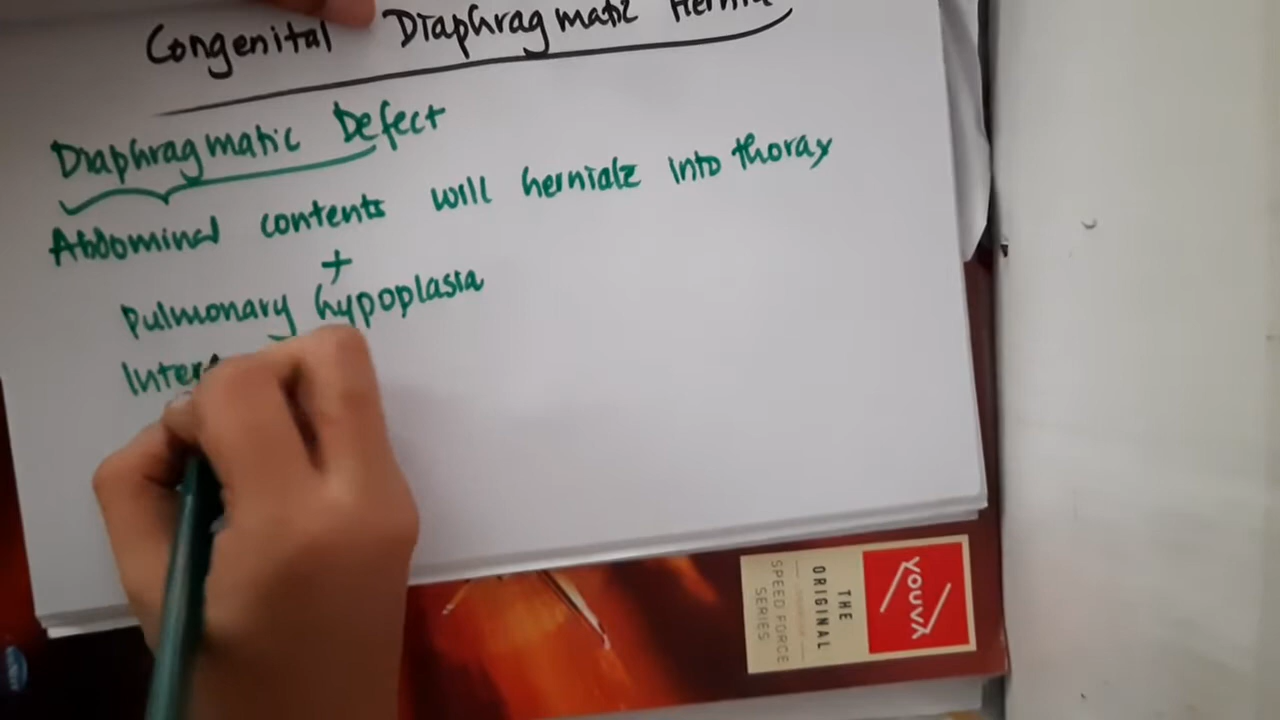 Congenital Diaphragmatic Hernia
Diaphragmatic Defect
Abdominal contents will herniate into thorax
+
Pulmonary hypoplasia
YOUVA
THE
ORIGINAL
SPEED FORCE
SERIES